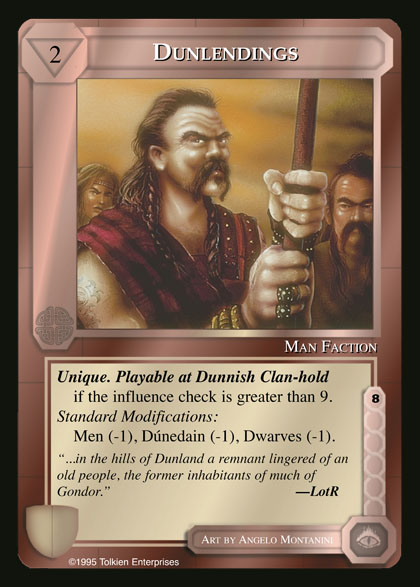 2
DUNLENDINGS
MAN FACTION
Unique. Playable at Dunnish Clan-hold
if the influence check is greater than 9.
Standard Modifications:
Men (-1), Dúnedain (-1), Dwarves (-1).
“...in the hills of Dunland a remnant lingered of an
old people, the former inhabitants of much of
Gondor.” —LotR
8
ART BY ANGELO MONTANINI
©1995 Tolkien Enterprises